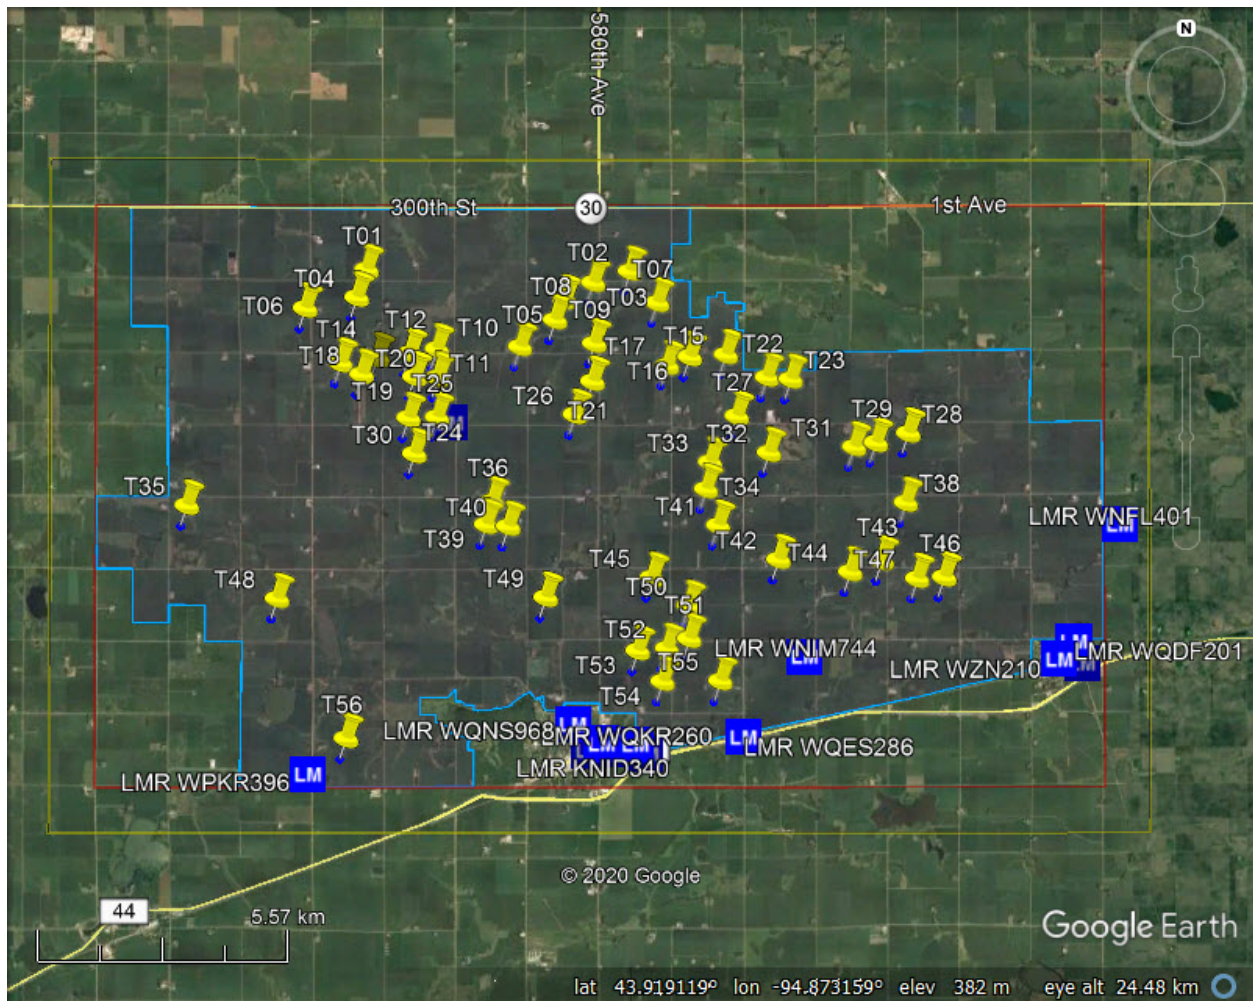 N
580th Ave
300th St
30
1st Ave
T01
T02
T07
T04
T08
T03
T06
T05
T09
T14
T12
T10
T15
T17
T22
T18
T20
T11
T16
T23
T19
T25
T26
T27
T21
T29
T28
T30
T24
T33
T32
T31
T35
T36
T34
T38
T40
T41
LMR WNFL401
LM
T39
T42
T43
T44
T45
T46
T47
T48
T49
T50
T51
T52
LMR WNIM744
LM
LMR WQDF201
T53
T55
LMR WZN210
LM
T54
T56
LMR WQNS968
LMR WQKR260
LM
LMR WQES286
LMR KNID340
LMR WPKR396
LM
© 2020 Google
44
5.57 km
Google Earth
lat 43.919119° lon -94.873159° elev 382 m eye alt 24.48 km